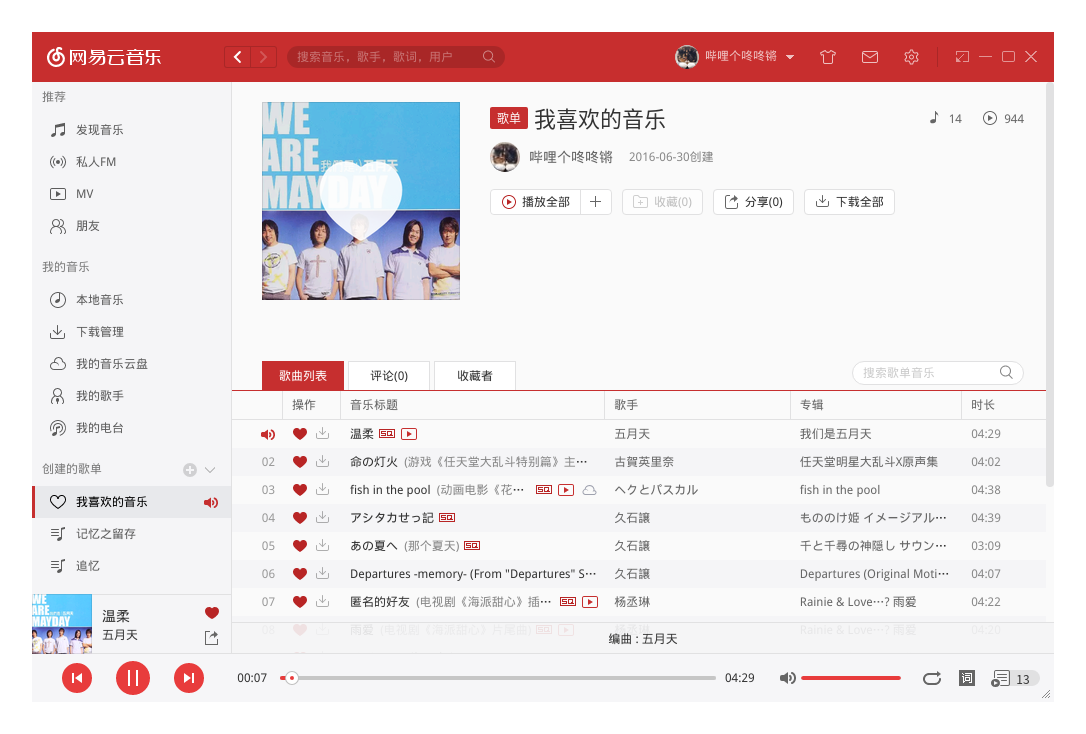 网易云音乐
搜索音乐，歌手，歌词，用户
哔哩个咚咚锵
推荐
发现音乐
私人FM
MV
朋友
我的音乐
本地音乐
下载管理
我的音乐云盘
我的歌手
我的电台
创建的歌单
我喜欢的音乐
记忆之留存
追忆
WE
ARE
MAYDAY
温柔
五月天
WE
ARE
MAYDAY
歌单 我喜欢的音乐
14 944
哔哩个咚咚锵 2016-06-30创建
播放全部 收藏(0) 分享(0) 下载全部
歌曲列表 评论(0) 收藏者
搜索歌单音乐
操作 音乐标题 歌手 专辑 时长
温柔 SQ 五月天 我们是五月天 04:29
02 命の灯火 (游戏《任天堂大乱斗特别篇》主… 古賀英里奈 任天堂明星大乱斗X原声集 04:02
03 fish in the pool (动画电影《花… SQ ヘクとパスカル fish in the pool 04:38
04 アシタカせっ記 SQ 久石譲 もののけ姫 イメージアル… 04:39
05 あの夏へ (那个夏天) SQ 久石譲 千と千尋の神隠し サウン… 03:09
06 Departures -memory- (From "Departures" S… 久石譲 Departures (Original Moti… 04:07
07 匿名的好友 (电视剧《海派甜心》插… SQ 杨丞琳 Rainie & Love…? 雨爱 04:22
08 雨爱 (电视剧《海派甜心》片尾曲) SQ 杨丞琳 Rainie & Love…? 雨爱 04:20
编曲 : 五月天
00:07 04:29 词 13